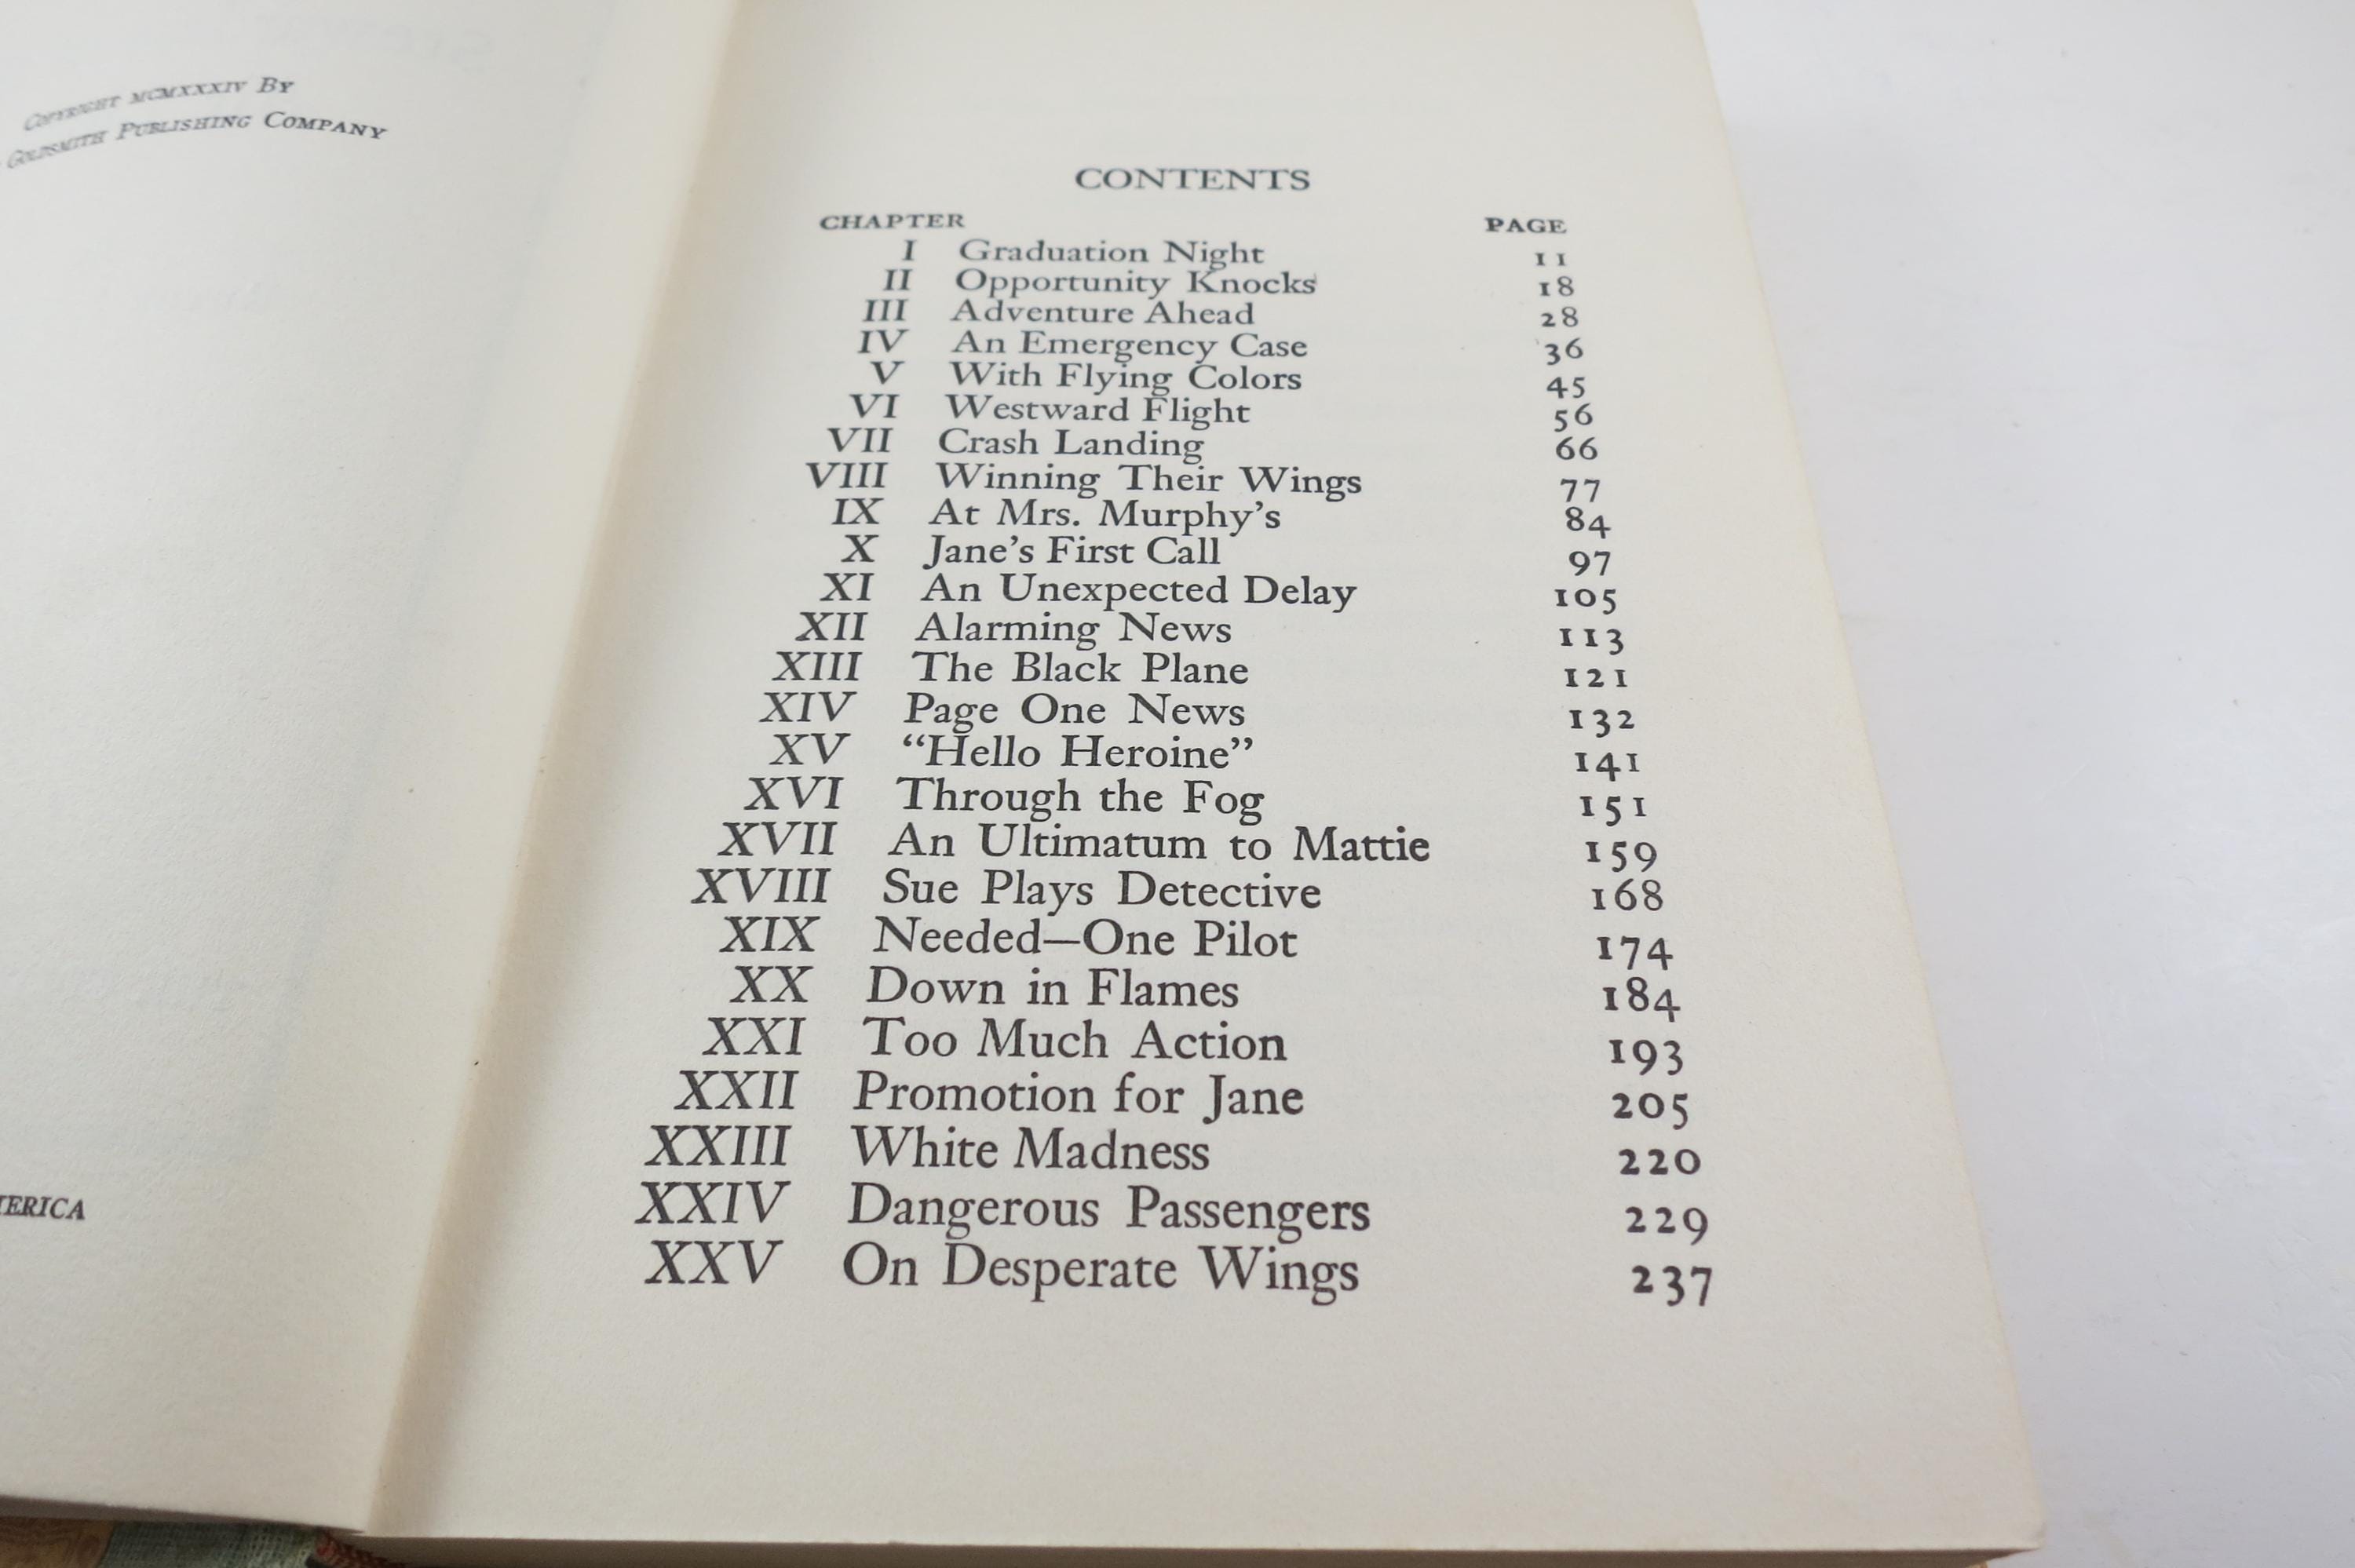 Copyright MCMXXXIV By
Goldsmith Publishing Company
MERICA
CONTENTS
CHAPTER PAGE
I Graduation Night 11
II Opportunity Knocks 18
III Adventure Ahead 28
IV An Emergency Case 36
V With Flying Colors 45
VI Westward Flight 56
VII Crash Landing 66
VIII Winning Their Wings 77
IX At Mrs. Murphy’s 84
X Jane’s First Call 97
XI An Unexpected Delay 105
XII Alarming News 113
XIII The Black Plane 121
XIV Page One News 132
XV “Hello Heroine” 141
XVI Through the Fog 151
XVII An Ultimatum to Mattie 159
XVIII Sue Plays Detective 168
XIX Needed—One Pilot 174
XX Down in Flames 184
XXI Too Much Action 193
XXII Promotion for Jane 205
XXIII White Madness 220
XXIV Dangerous Passengers 229
XXV On Desperate Wings 237